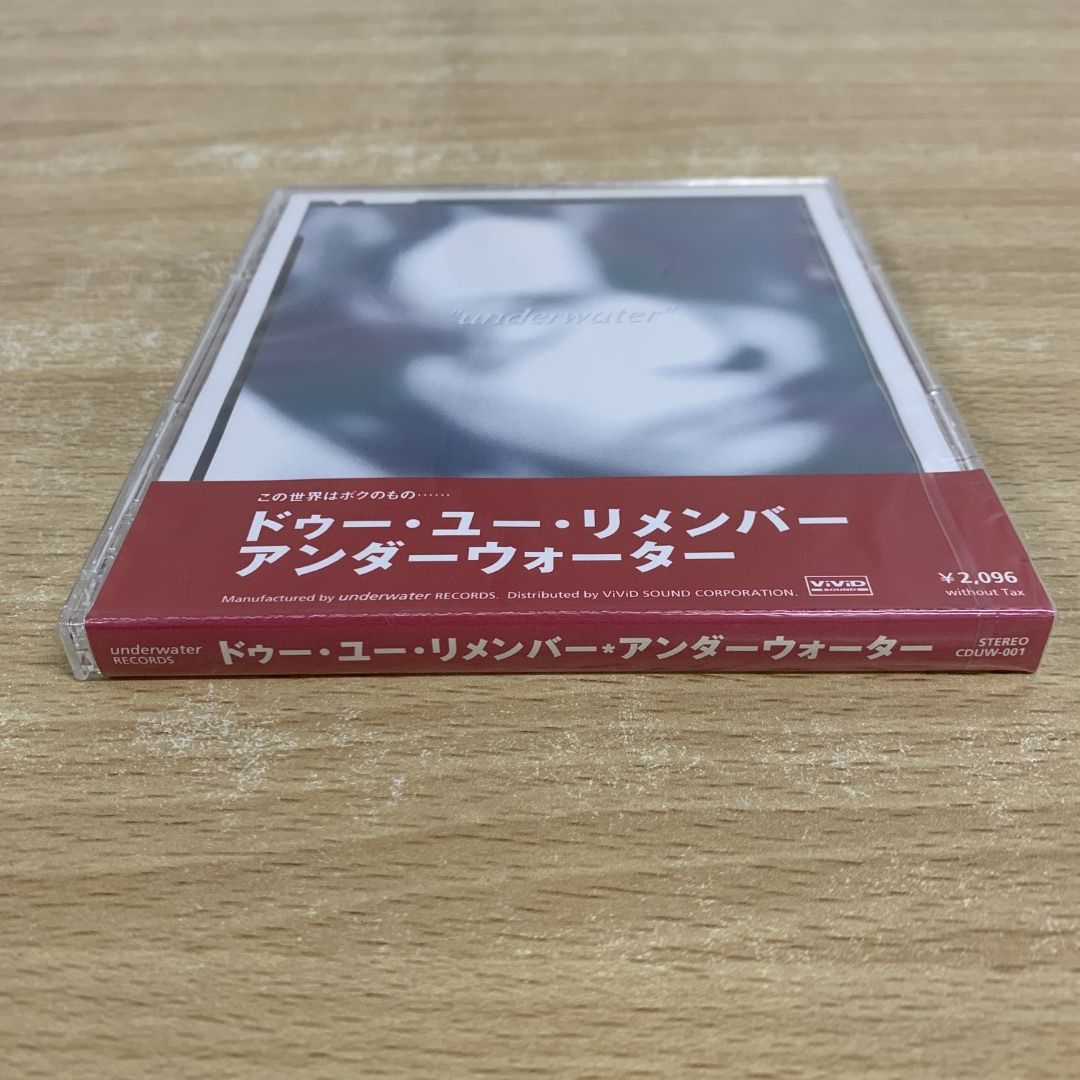 "underwater"
この世界はボクのもの……
ドゥー・ユー・リメンバー
アンダーウォーター
Manufactured by underwater RECORDS. Distributed by ViViD SOUND CORPORATION.
ViViD
SOUND
¥2,096
without Tax
underwater
RECORDS
ドゥー・ユー・リメンバー*アンダーウォーター
STEREO
CDUW-001